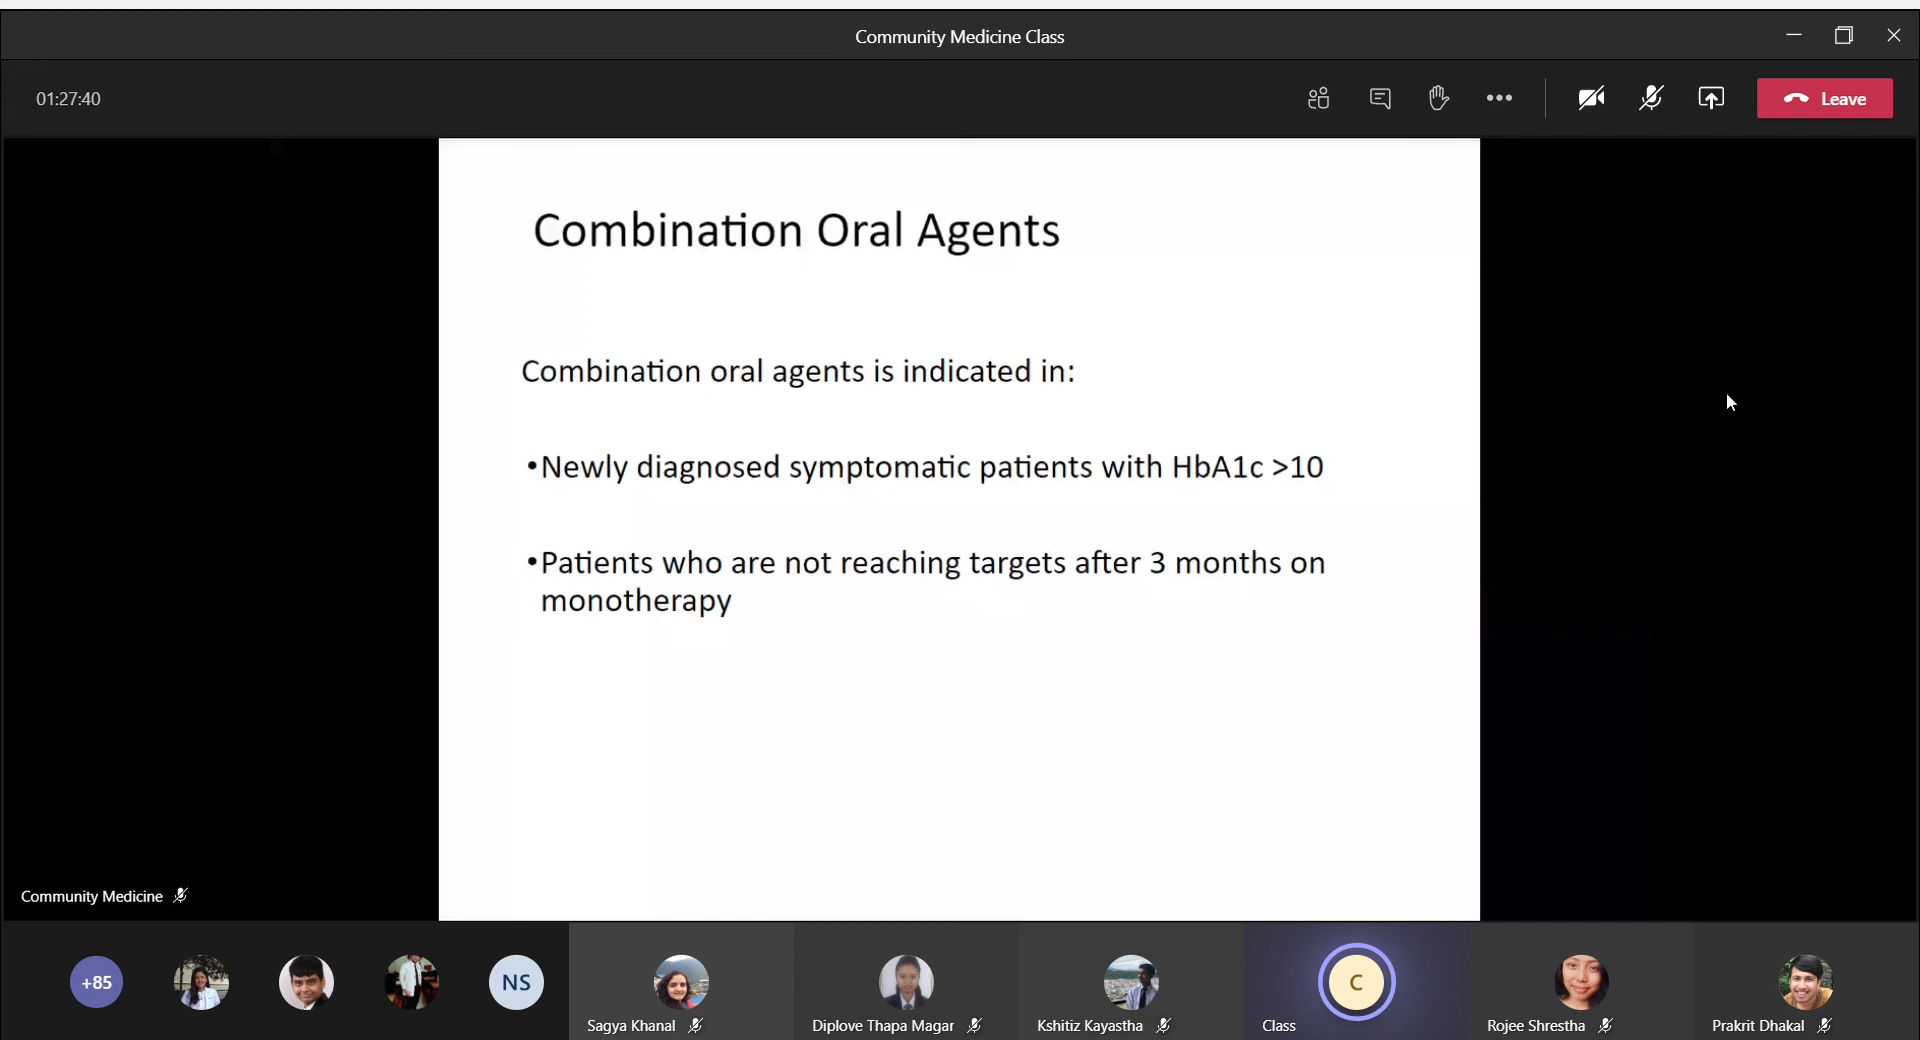 Community Medicine Class
01:27:40
Leave
Combination Oral Agents
Combination oral agents is indicated in:
•Newly diagnosed symptomatic patients with HbA1c >10
•Patients who are not reaching targets after 3 months on
monotherapy
Community Medicine
+85
NS
C
Sagya Khanal
Diplove Thapa Magar
Kshitiz Kayastha
Class
Rojee Shrestha
Prakrit Dhakal